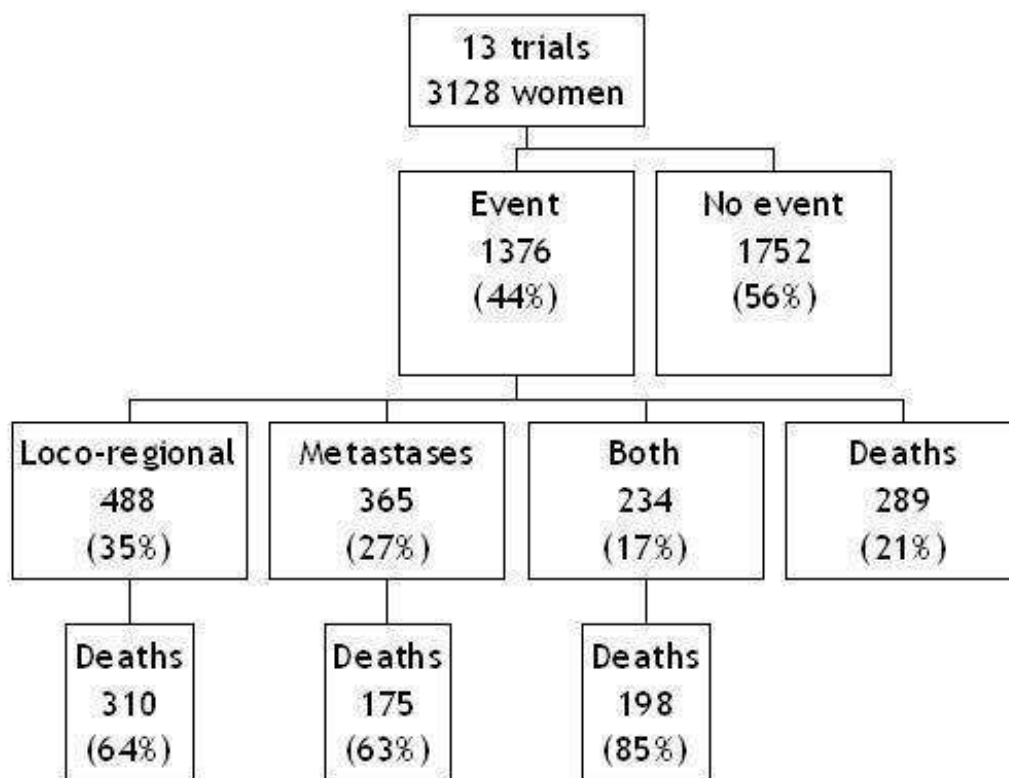 13 trials
3128 women
Event
1376
(44%)
No event
1752
(56%)
Loco-regional
488
(35%)
Metastases
365
(27%)
Both
234
(17%)
Deaths
289
(21%)
Deaths
310
(64%)
Deaths
175
(63%)
Deaths
198
(85%)